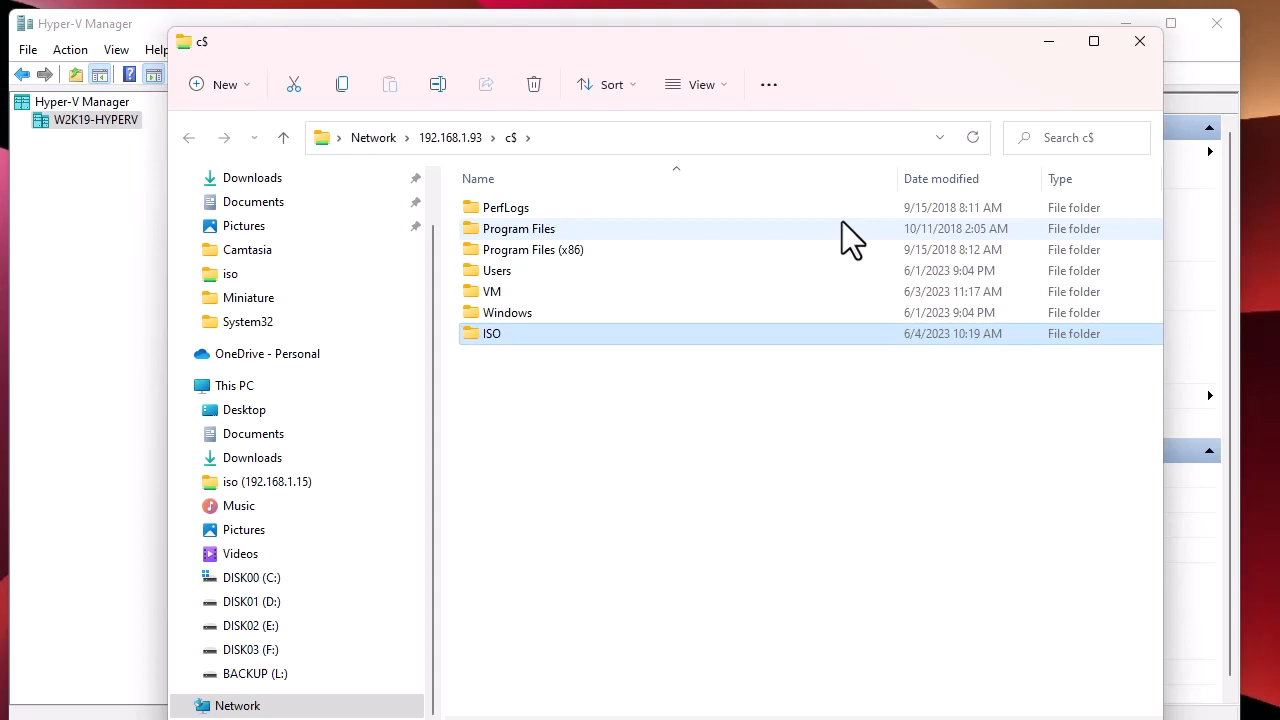 Hyper-V Manager
File Action View Help
Hyper-V Manager
W2K19-HYPERV
c$
New Sort View
Network 192.168.1.93 c$ Search c$
Downloads
Documents
Pictures
Camtasia
iso
Miniature
System32
OneDrive - Personal
This PC
Desktop
Documents
Downloads
iso (192.168.1.15)
Music
Pictures
Videos
DISK00 (C:)
DISK01 (D:)
DISK02 (E:)
DISK03 (F:)
BACKUP (L:)
Network
Name Date modified Type
PerfLogs 9/15/2018 8:11 AM File folder
Program Files 10/11/2018 2:05 AM File folder
Program Files (x86) 9/15/2018 8:12 AM File folder
Users 6/1/2023 9:04 PM File folder
VM 6/3/2023 11:17 AM File folder
Windows 6/1/2023 9:04 PM File folder
ISO 6/4/2023 10:19 AM File folder